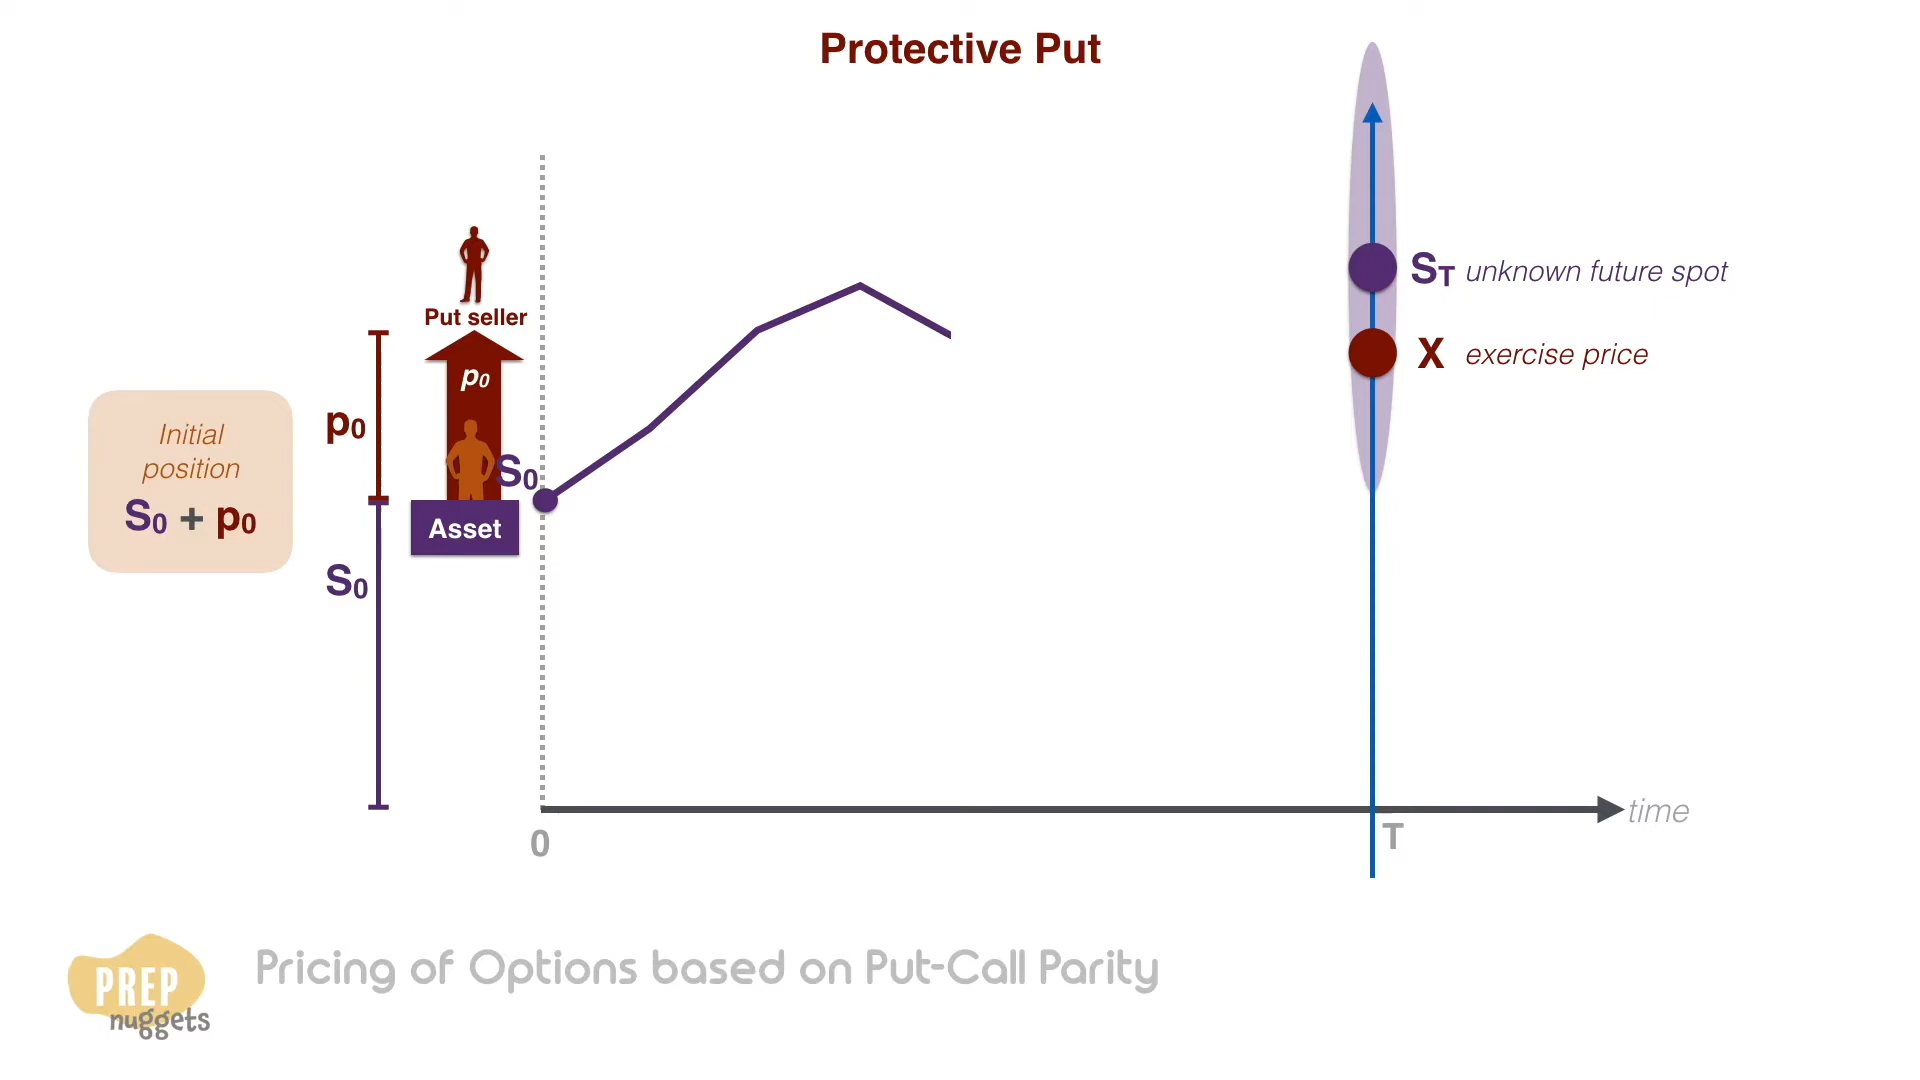 Protective Put
Put seller
p0
p0
Initial
position
S0 + p0
S0
Asset
S0
ST unknown future spot
X exercise price
time
0
T
PREP
nuggets
Pricing of Options based on Put-Call Parity